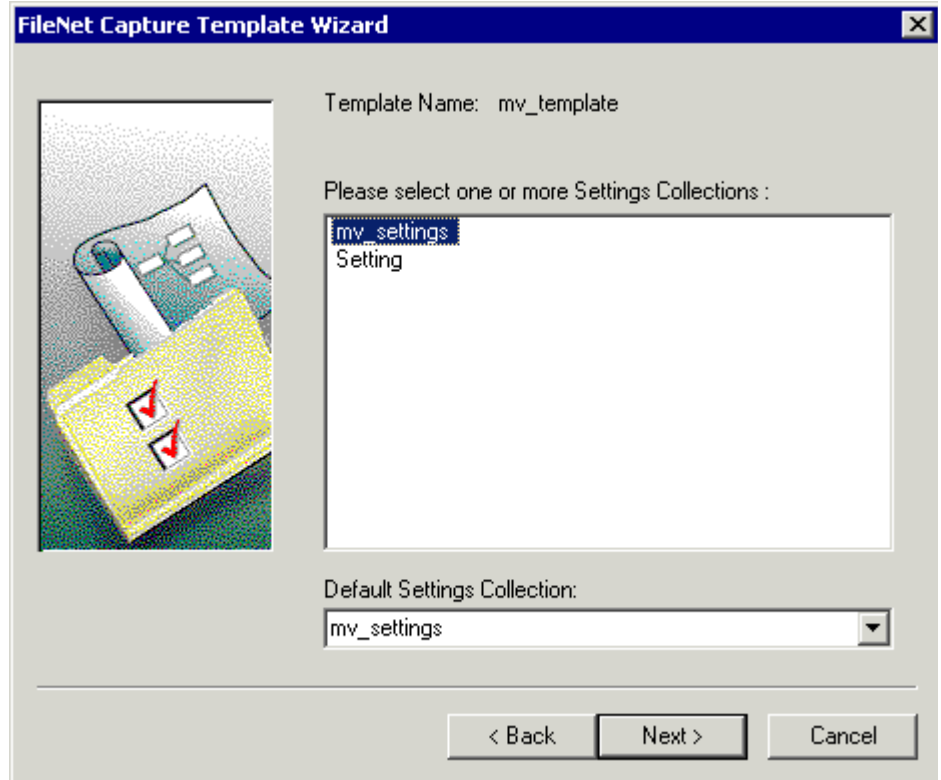 FileNet Capture Template Wizard
Template Name: mv_template
Please select one or more Settings Collections :
mv_settings
Setting
Default Settings Collection:
mv_settings
< Back Next > Cancel